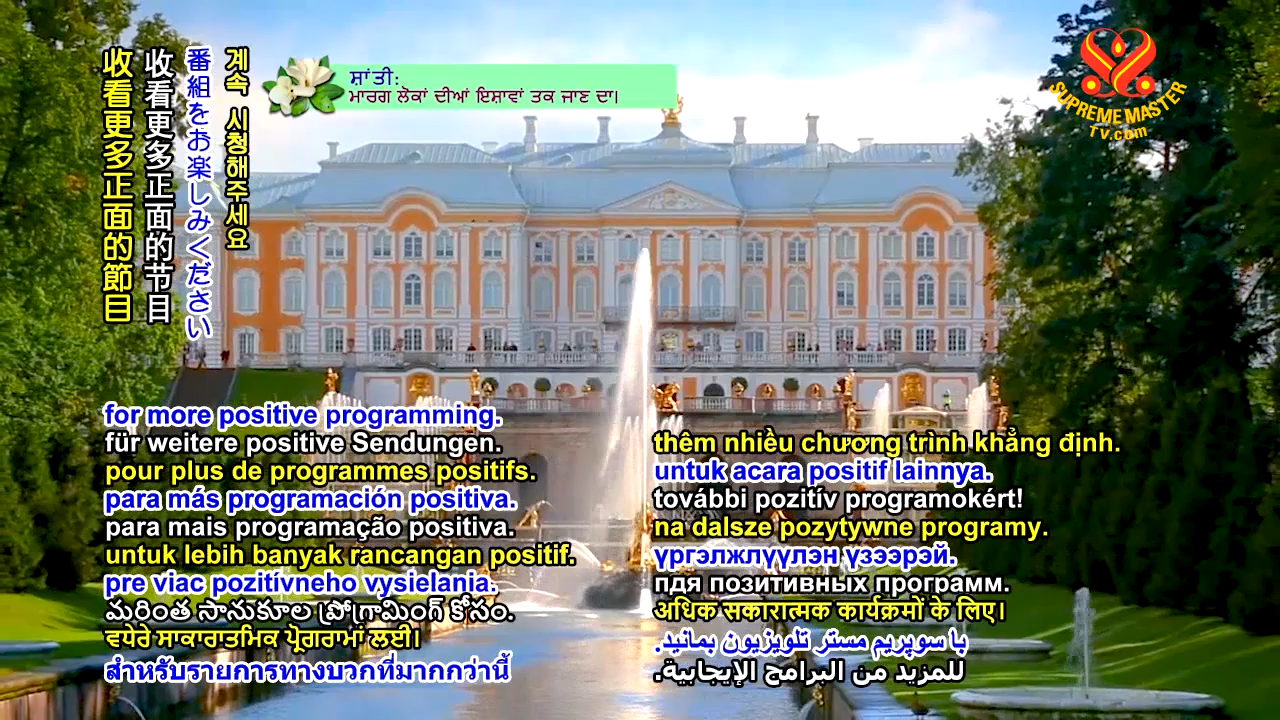 收看更多正面的節目
收看更多正面的节目
番組をお楽しみください
계속 시청해주세요
ਸ਼ਾਂਤੀ:
ਮਾਰਗ ਲੋਕਾਂ ਦੀਆਂ ਇਸ਼ਾਵਾਂ ਤਕ ਜਾਣ ਦਾ।
SUPREME MASTER
TV.com
for more positive programming.
für weitere positive Sendungen.
pour plus de programmes positifs.
para más programación positiva.
para mais programação positiva.
untuk lebih banyak rancangan positif.
pre viac pozitívneho vysielania.
మరింత సానుకూల ప్రోగ్రామింగ్ కోసం.
ਵਧੇਰੇ ਸਾਕਾਰਾਤਮਿਕ ਪ੍ਰੋਗਰਾਮਾਂ ਲਈ।
สำหรับรายการทางบวกที่มากกว่านี้
thêm nhiều chương trình khẳng định.
untuk acara positif lainnya.
további pozitív programokért!
na dalsze pozytywne programy.
үргэлжлүүлэн үзээрэй.
пдя позитивных программ.
अधिक सकारात्मक कार्यक्रमों के लिए।
با سوپریم مستر تلویزیون بمانید.
للمزيد من البرامج الإيجابية.